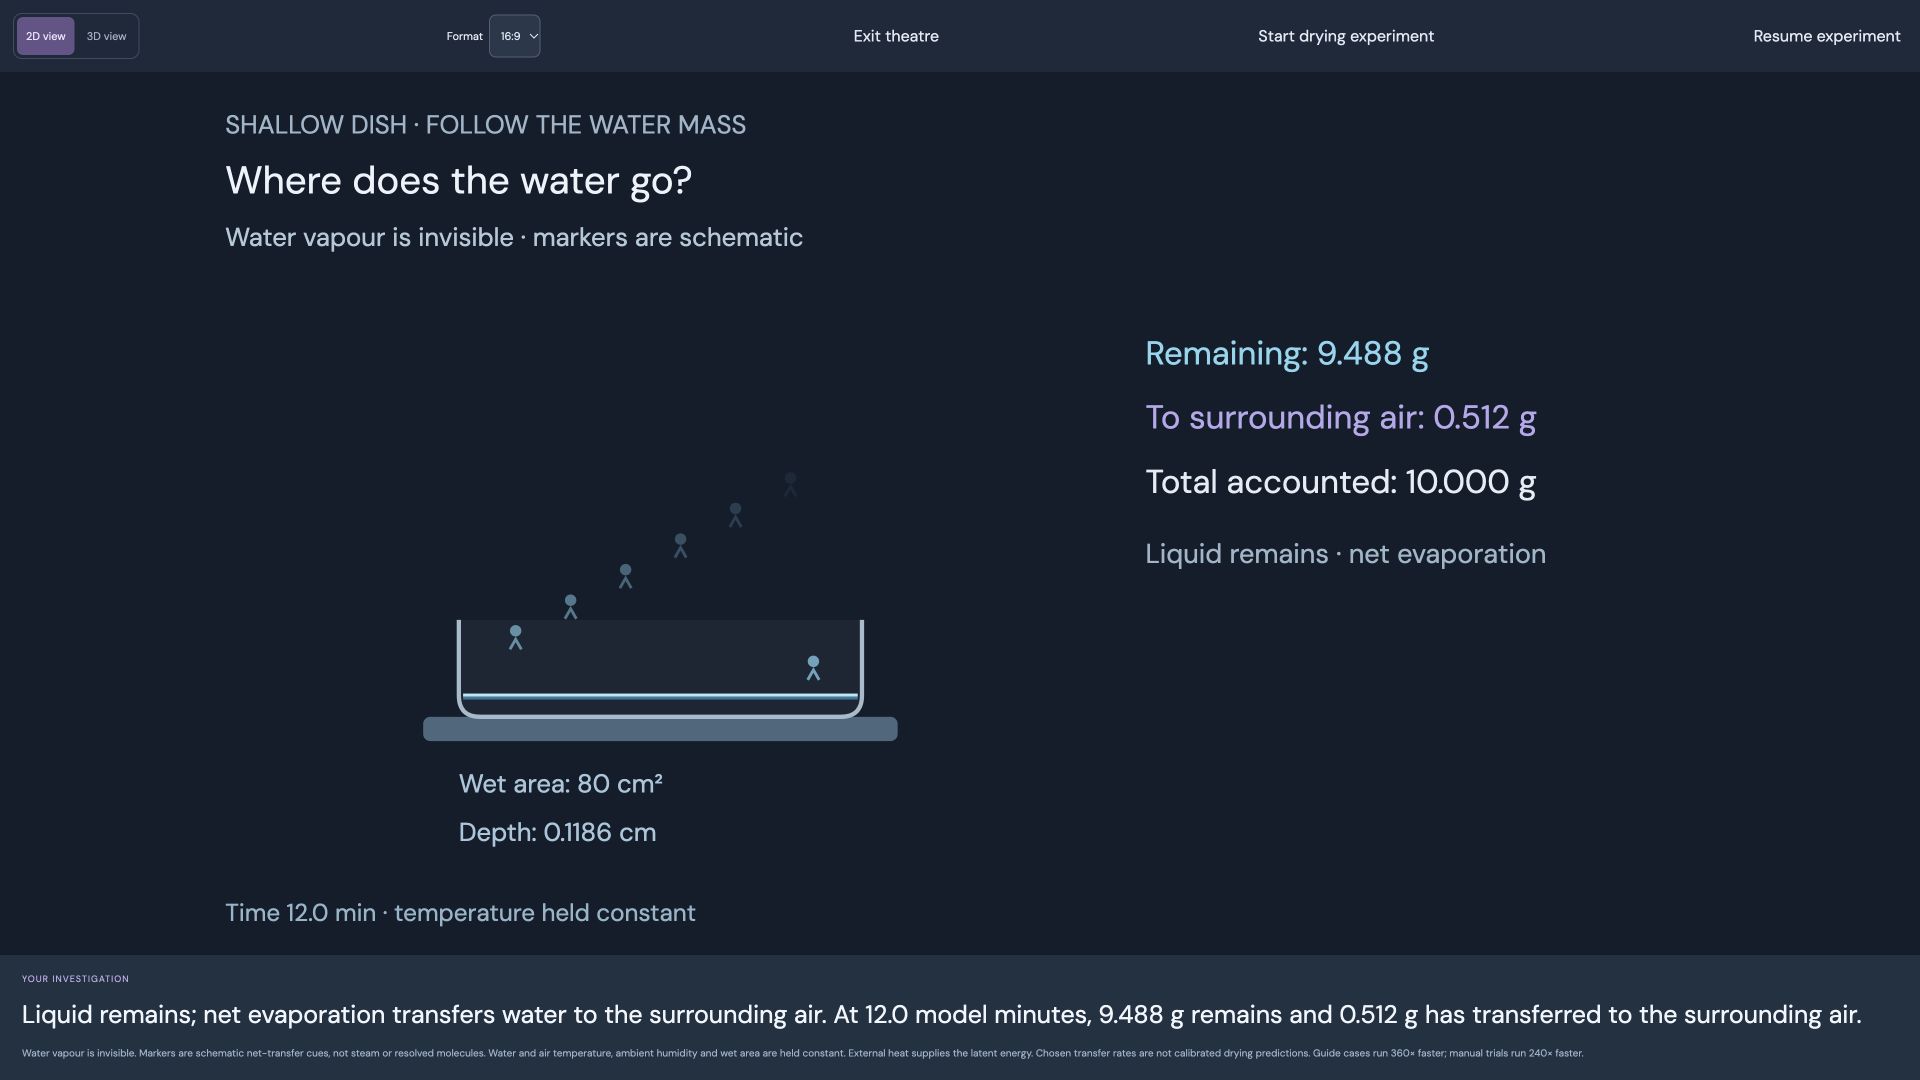 2D view
3D view
Format
16:9
Exit theatre
Start drying experiment
Resume experiment
SHALLOW DISH · FOLLOW THE WATER MASS
Where does the water go?
Water vapour is invisible · markers are schematic
Remaining: 9.488 g
To surrounding air: 0.512 g
Total accounted: 10.000 g
Liquid remains · net evaporation
Wet area: 80 cm²
Depth: 0.1186 cm
Time 12.0 min · temperature held constant
YOUR INVESTIGATION
Liquid remains; net evaporation transfers water to the surrounding air. At 12.0 model minutes, 9.488 g remains and 0.512 g has transferred to the surrounding air.
Water vapour is invisible. Markers are schematic net-transfer cues, not steam or resolved molecules. Water and air temperature, ambient humidity and wet area are held constant. External heat supplies the latent energy. Chosen transfer rates are not calibrated drying predictions. Guide cases run 360× faster; manual trials run 240× faster.